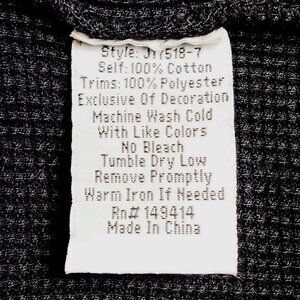 Style: J17518-7
Self: 100% Cotton
Trims: 100% Polyester
Exclusive Of Decoration
Machine Wash Cold
With Like Colors
No Bleach
Tumble Dry Low
Remove Promptly
Warm Iron If Needed
Rn# 149414
Made In China